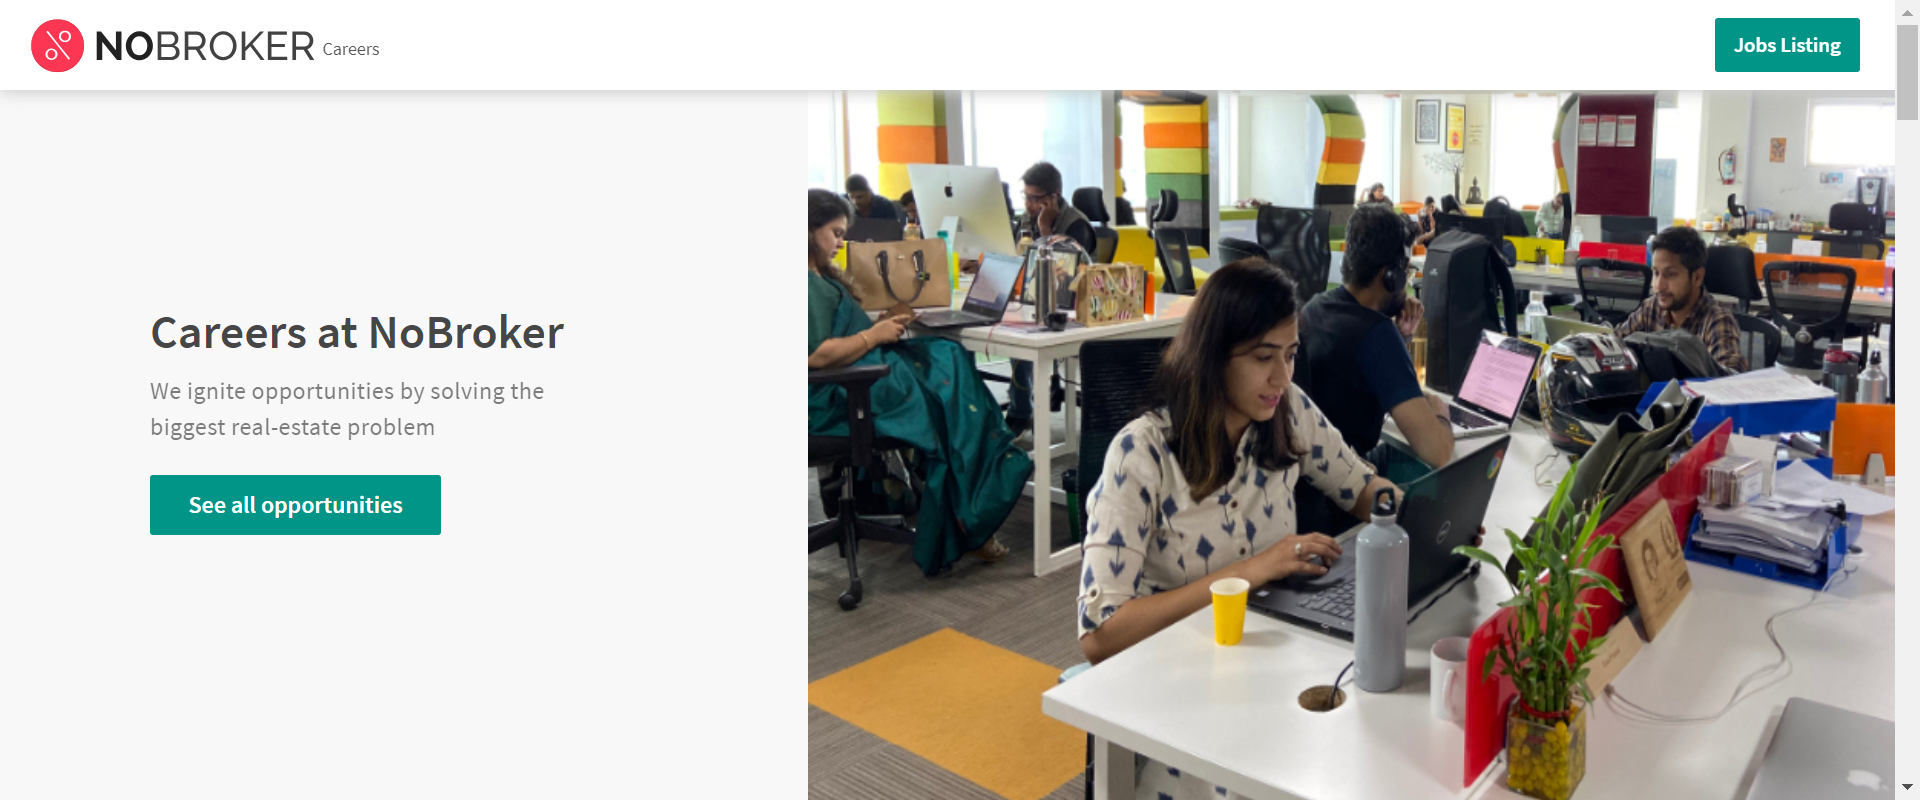 NOBROKER Careers
Jobs Listing
Careers at NoBroker
We ignite opportunities by solving the
biggest real-estate problem
See all opportunities